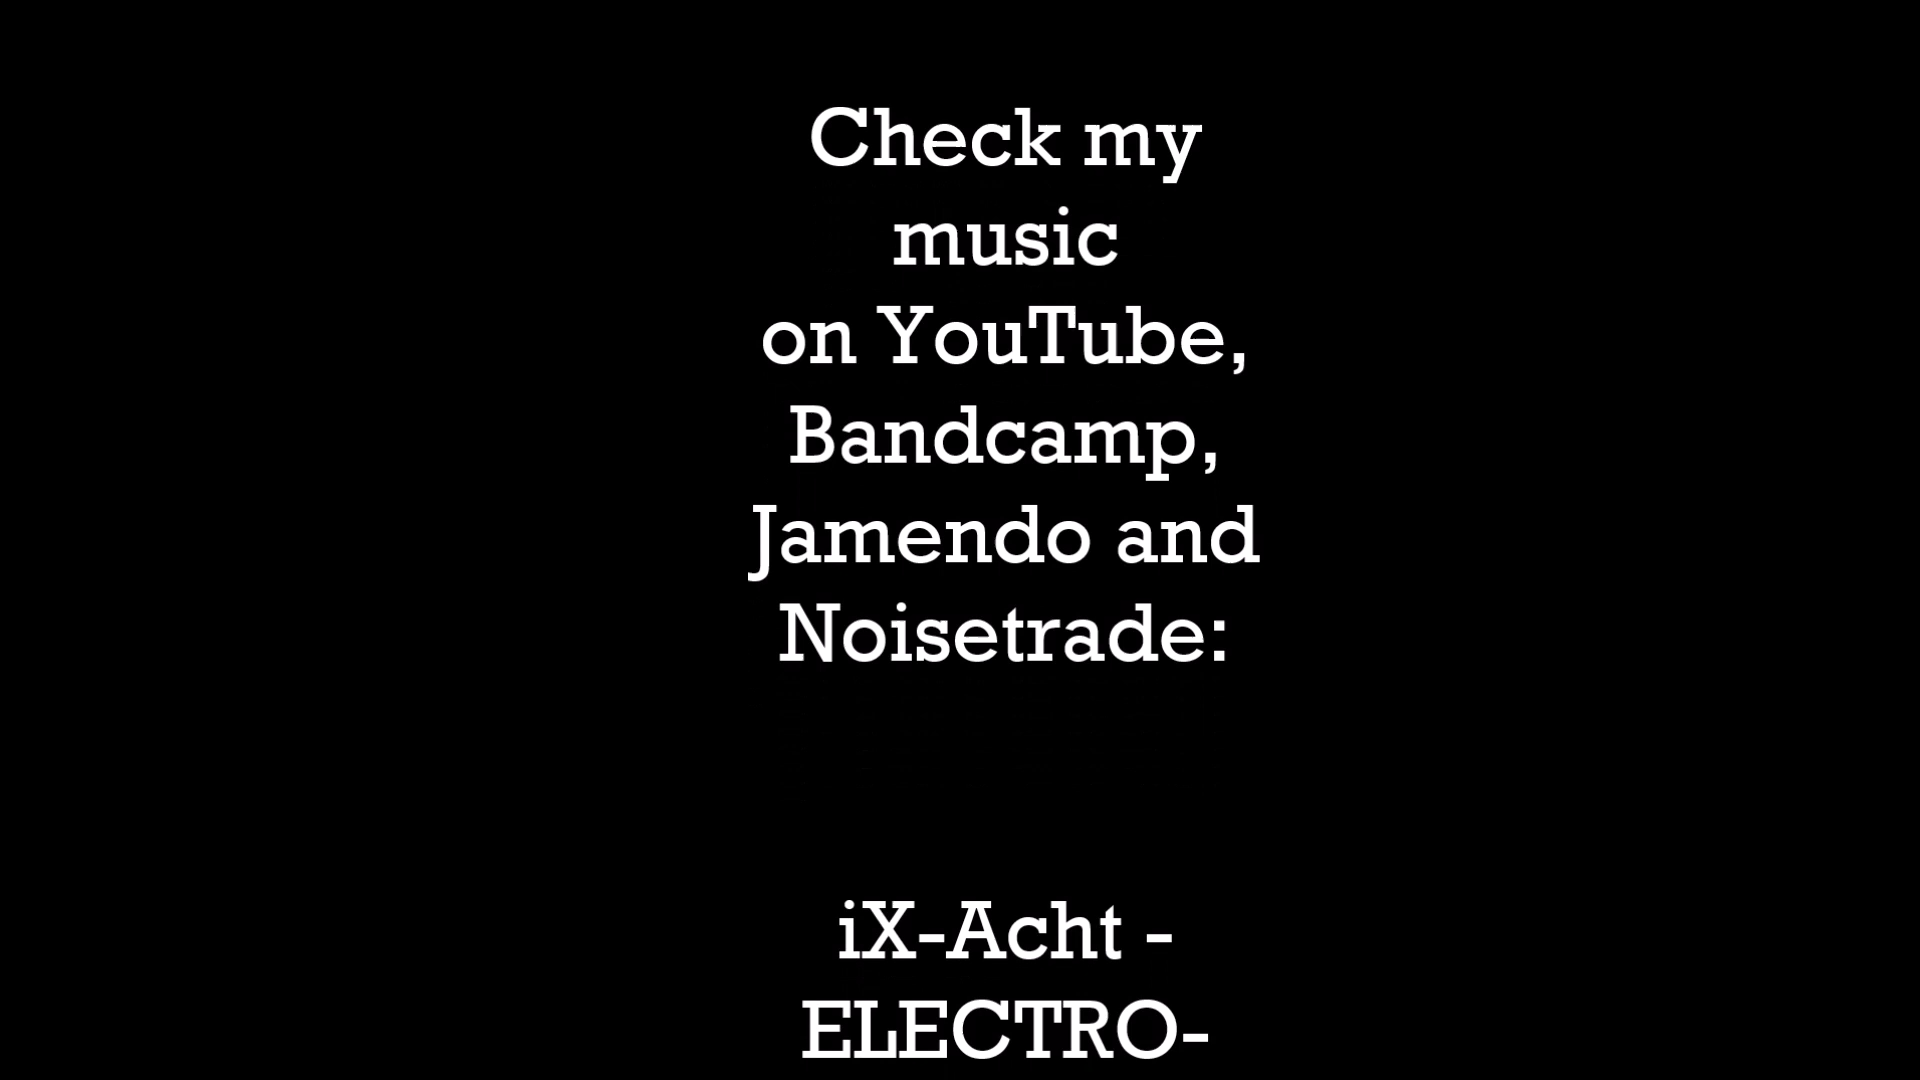 Check my
music
on YouTube,
Bandcamp,
Jamendo and
Noisetrade:
iX-Acht -
ELECTRO-